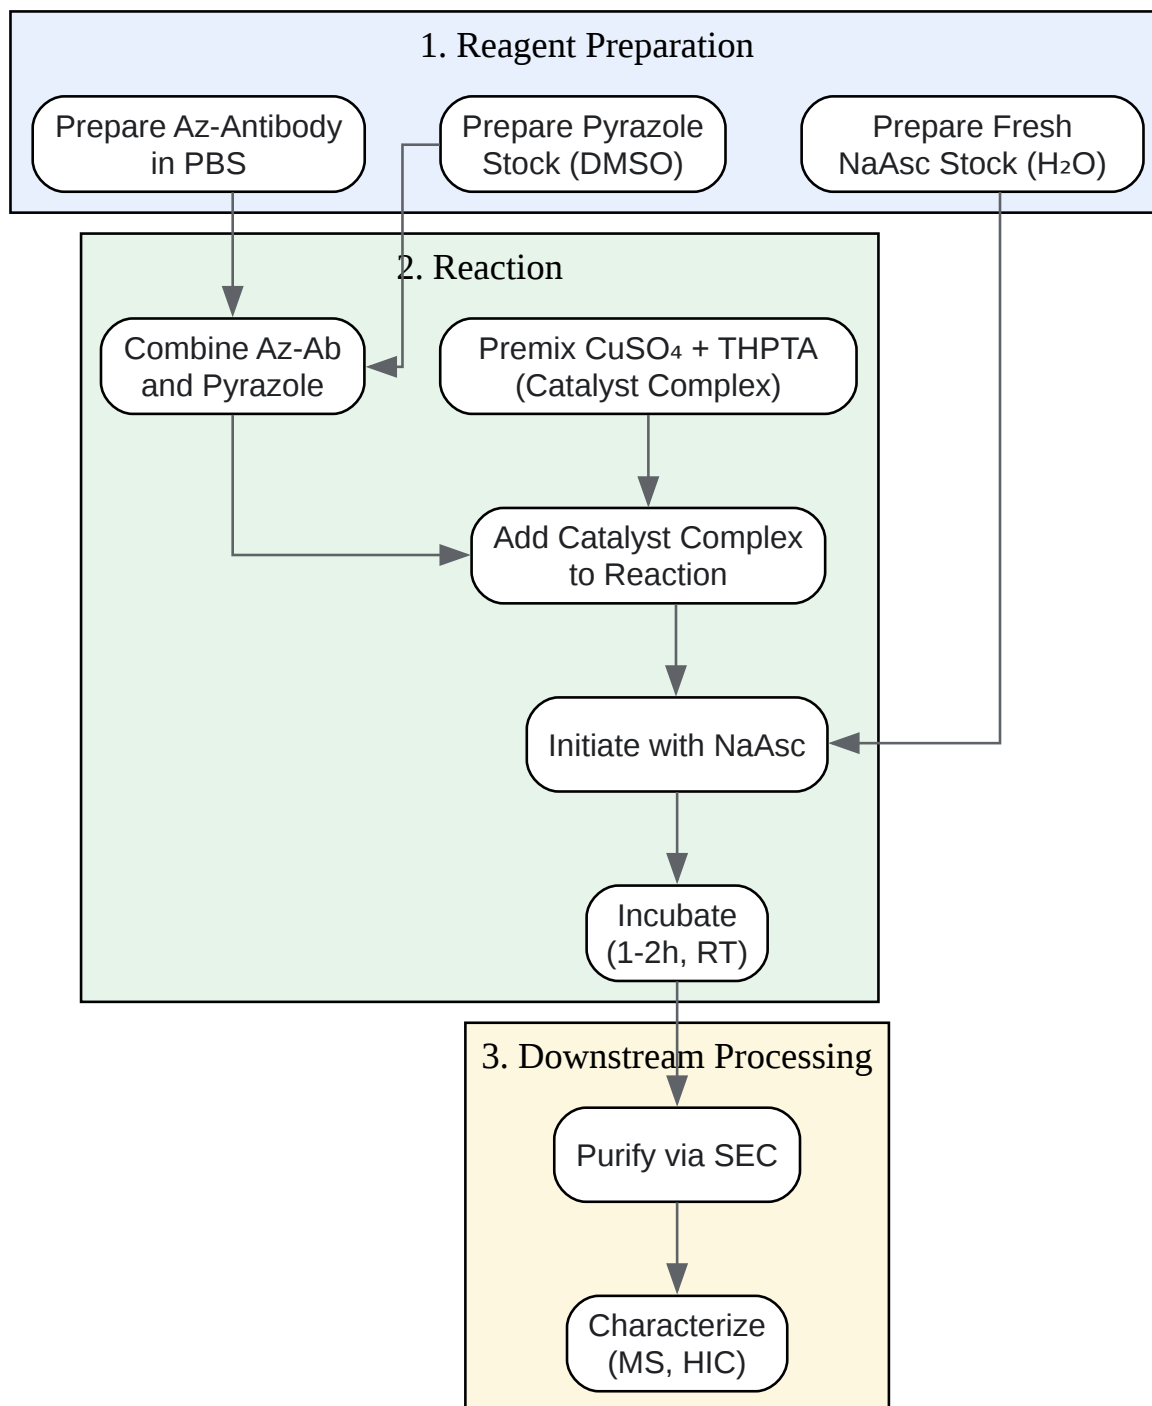 1. Reagent Preparation
Prepare Az-Antibody
in PBS
Prepare Pyrazole
Stock (DMSO)
Prepare Fresh
NaAsc Stock (H₂O)
2. Reaction
Combine Az-Ab
and Pyrazole
Premix CuSO₄ + THPTA
(Catalyst Complex)
Add Catalyst Complex
to Reaction
Initiate with NaAsc
Incubate
(1-2h, RT)
3. Downstream Processing
Purify via SEC
Characterize
(MS, HIC)